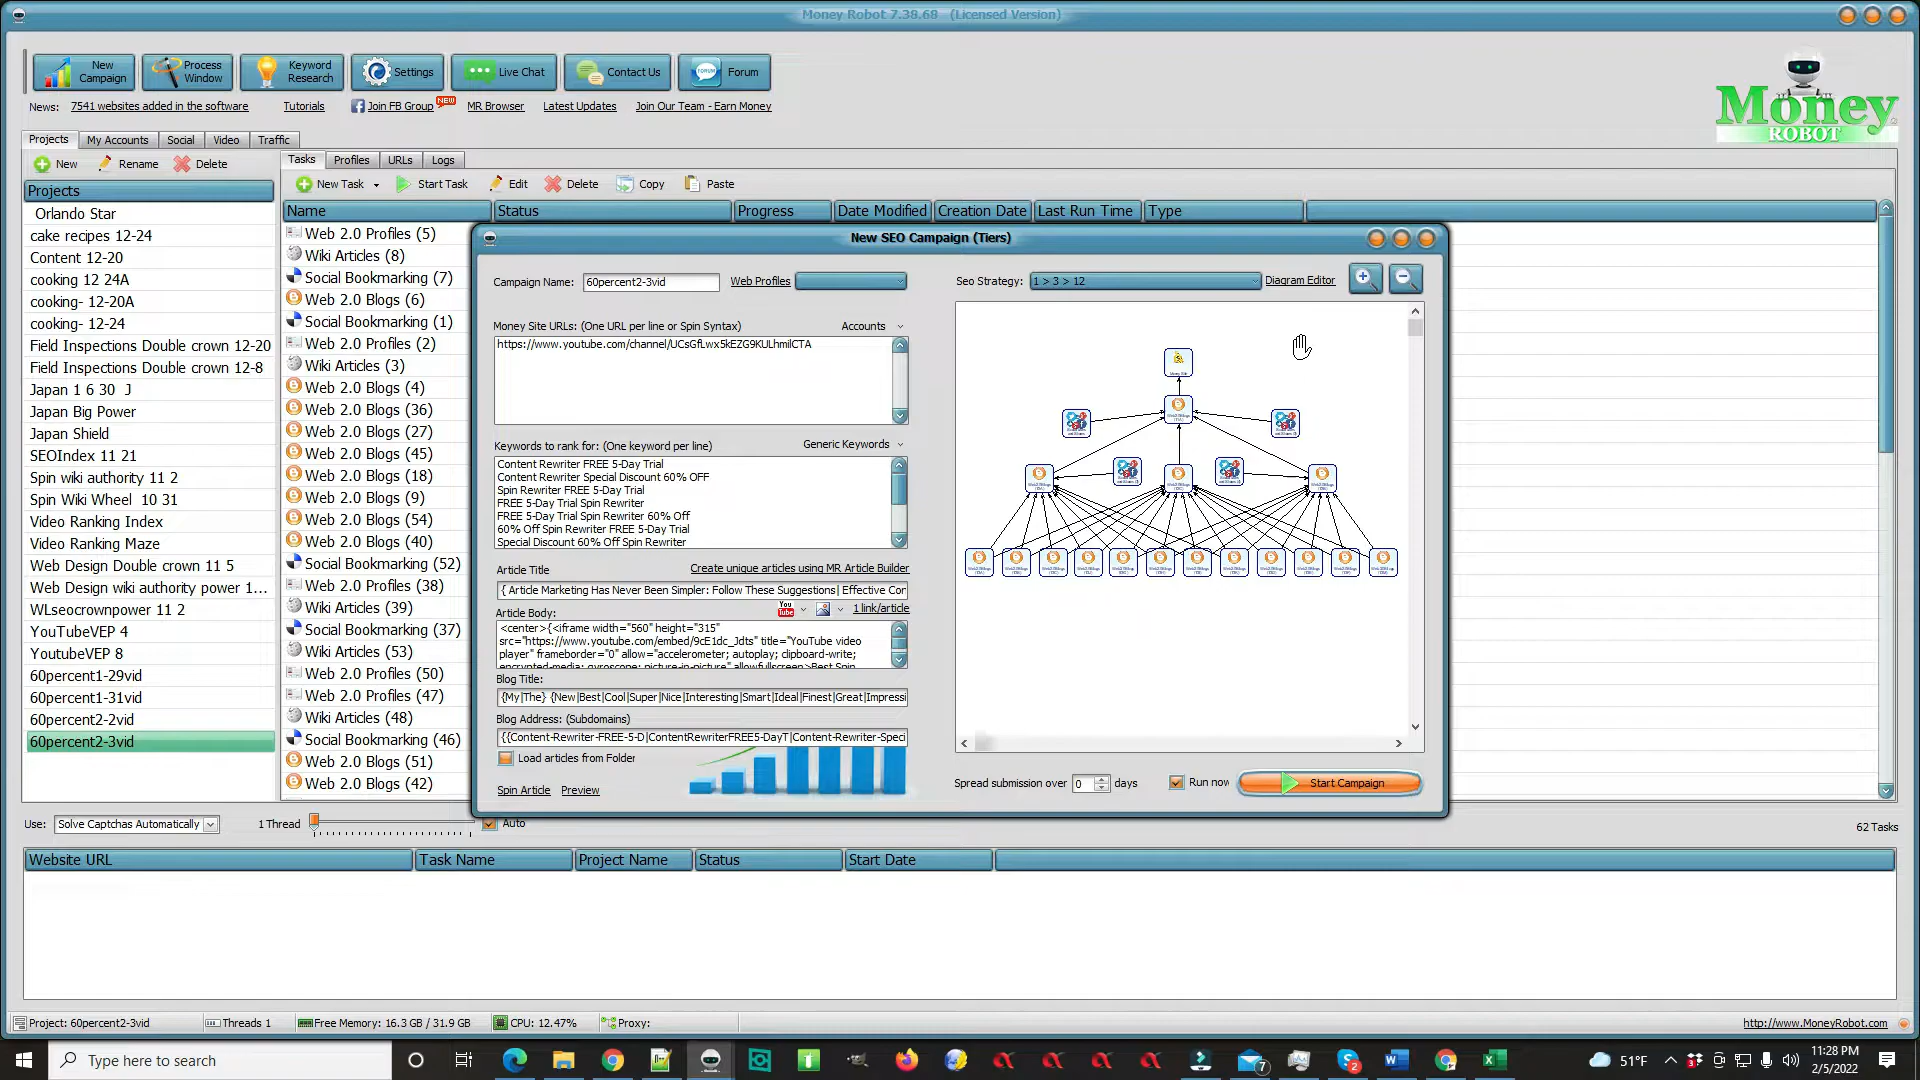 Money Robot 7.38.68 (Licensed Version)
New Campaign
Process Window
Keyword Research
Settings
Live Chat
Contact Us
FORUM
Forum
Money
ROBOT
News:
7541 websites added in the software
Tutorials
Join FB Group
NEW
MR Browser
Latest Updates
Join Our Team - Earn Money
Projects
My Accounts
Social
Video
Traffic
New
Rename
Delete
Projects
Orlando Star
cake recipes 12-24
Content 12-20
cooking 12 24A
cooking- 12-20A
cooking- 12-24
Field Inspections Double crown 12-20
Field Inspections Double crown 12-8
Japan 1 6 30 J
Japan Big Power
Japan Shield
SEOIndex 11 21
Spin wiki authority 11 2
Spin Wiki Wheel 10 31
Video Ranking Index
Video Ranking Maze
Web Design Double crown 11 5
Web Design wiki authority power 1...
WLseocrownpower 11 2
YouTubeVEP 4
YoutubeVEP 8
60percent1-29vid
60percent1-31vid
60percent2-2vid
60percent2-3vid
Tasks
Profiles
URLs
Logs
New Task
Start Task
Edit
Delete
Copy
Paste
Name
Status
Progress
Date Modified
Creation Date
Last Run Time
Type
Web 2.0 Profiles (5)
Wiki Articles (8)
Social Bookmarking (7)
Web 2.0 Blogs (6)
Social Bookmarking (1)
Web 2.0 Profiles (2)
Wiki Articles (3)
Web 2.0 Blogs (4)
Web 2.0 Blogs (36)
Web 2.0 Blogs (27)
Web 2.0 Blogs (45)
Web 2.0 Blogs (18)
Web 2.0 Blogs (9)
Web 2.0 Blogs (54)
Web 2.0 Blogs (40)
Social Bookmarking (52)
Web 2.0 Profiles (38)
Wiki Articles (39)
Social Bookmarking (37)
Wiki Articles (53)
Web 2.0 Profiles (50)
Web 2.0 Profiles (47)
Wiki Articles (48)
Social Bookmarking (46)
Web 2.0 Blogs (51)
Web 2.0 Blogs (42)
New SEO Campaign (Tiers)
Campaign Name:
60percent2-3vid
Web Profiles
Money Site URLs: (One URL per line or Spin Syntax)
Accounts
https://www.youtube.com/channel/UCsGfLwx5kEZG9KULhmilCTA
Keywords to rank for: (One keyword per line)
Generic Keywords
Content Rewriter FREE 5-Day Trial
Content Rewriter Special Discount 60% OFF
Spin Rewriter FREE 5-Day Trial
FREE 5-Day Trial Spin Rewriter
FREE 5-Day Trial Spin Rewriter 60% Off
60% Off Spin Rewriter FREE 5-Day Trial
Special Discount 60% Off Spin Rewriter
Article Title
Create unique articles using MR Article Builder
{ Article Marketing Has Never Been Simpler: Follow These Suggestions| Effective Con
Article Body:
You
Tube
1 link/article
<center>{<iframe width="560" height="315"
src="https://www.youtube.com/embed/9cE1dc_Jdts" title="YouTube video
player" frameborder="0" allow="accelerometer; autoplay; clipboard-write;
encrypted-media; gyroscope; picture-in-picture" allowfullscreen>Best Spin
Blog Title:
{My|The} {New|Best|Cool|Super|Nice|Interesting|Smart|Ideal|Finest|Great|Impressi
Blog Address: (Subdomains)
{{Content-Rewriter-FREE-5-D|ContentRewriterFREE5-DayT|Content-Rewriter-Speci
Load articles from Folder
Spin Article
Preview
Seo Strategy:
1 > 3 > 12
Diagram Editor
Spread submission over 0 days
Run now
Start Campaign
Use:
Solve Captchas Automatically
1 Thread
Auto
62 Tasks
Website URL
Task Name
Project Name
Status
Start Date
Project: 60percent2-3vid
Threads 1
Free Memory: 16.3 GB / 31.9 GB
CPU: 12.47%
Proxy:
http://www.MoneyRobot.com
Type here to search
7
2
51°F
11:28 PM
2/5/2022